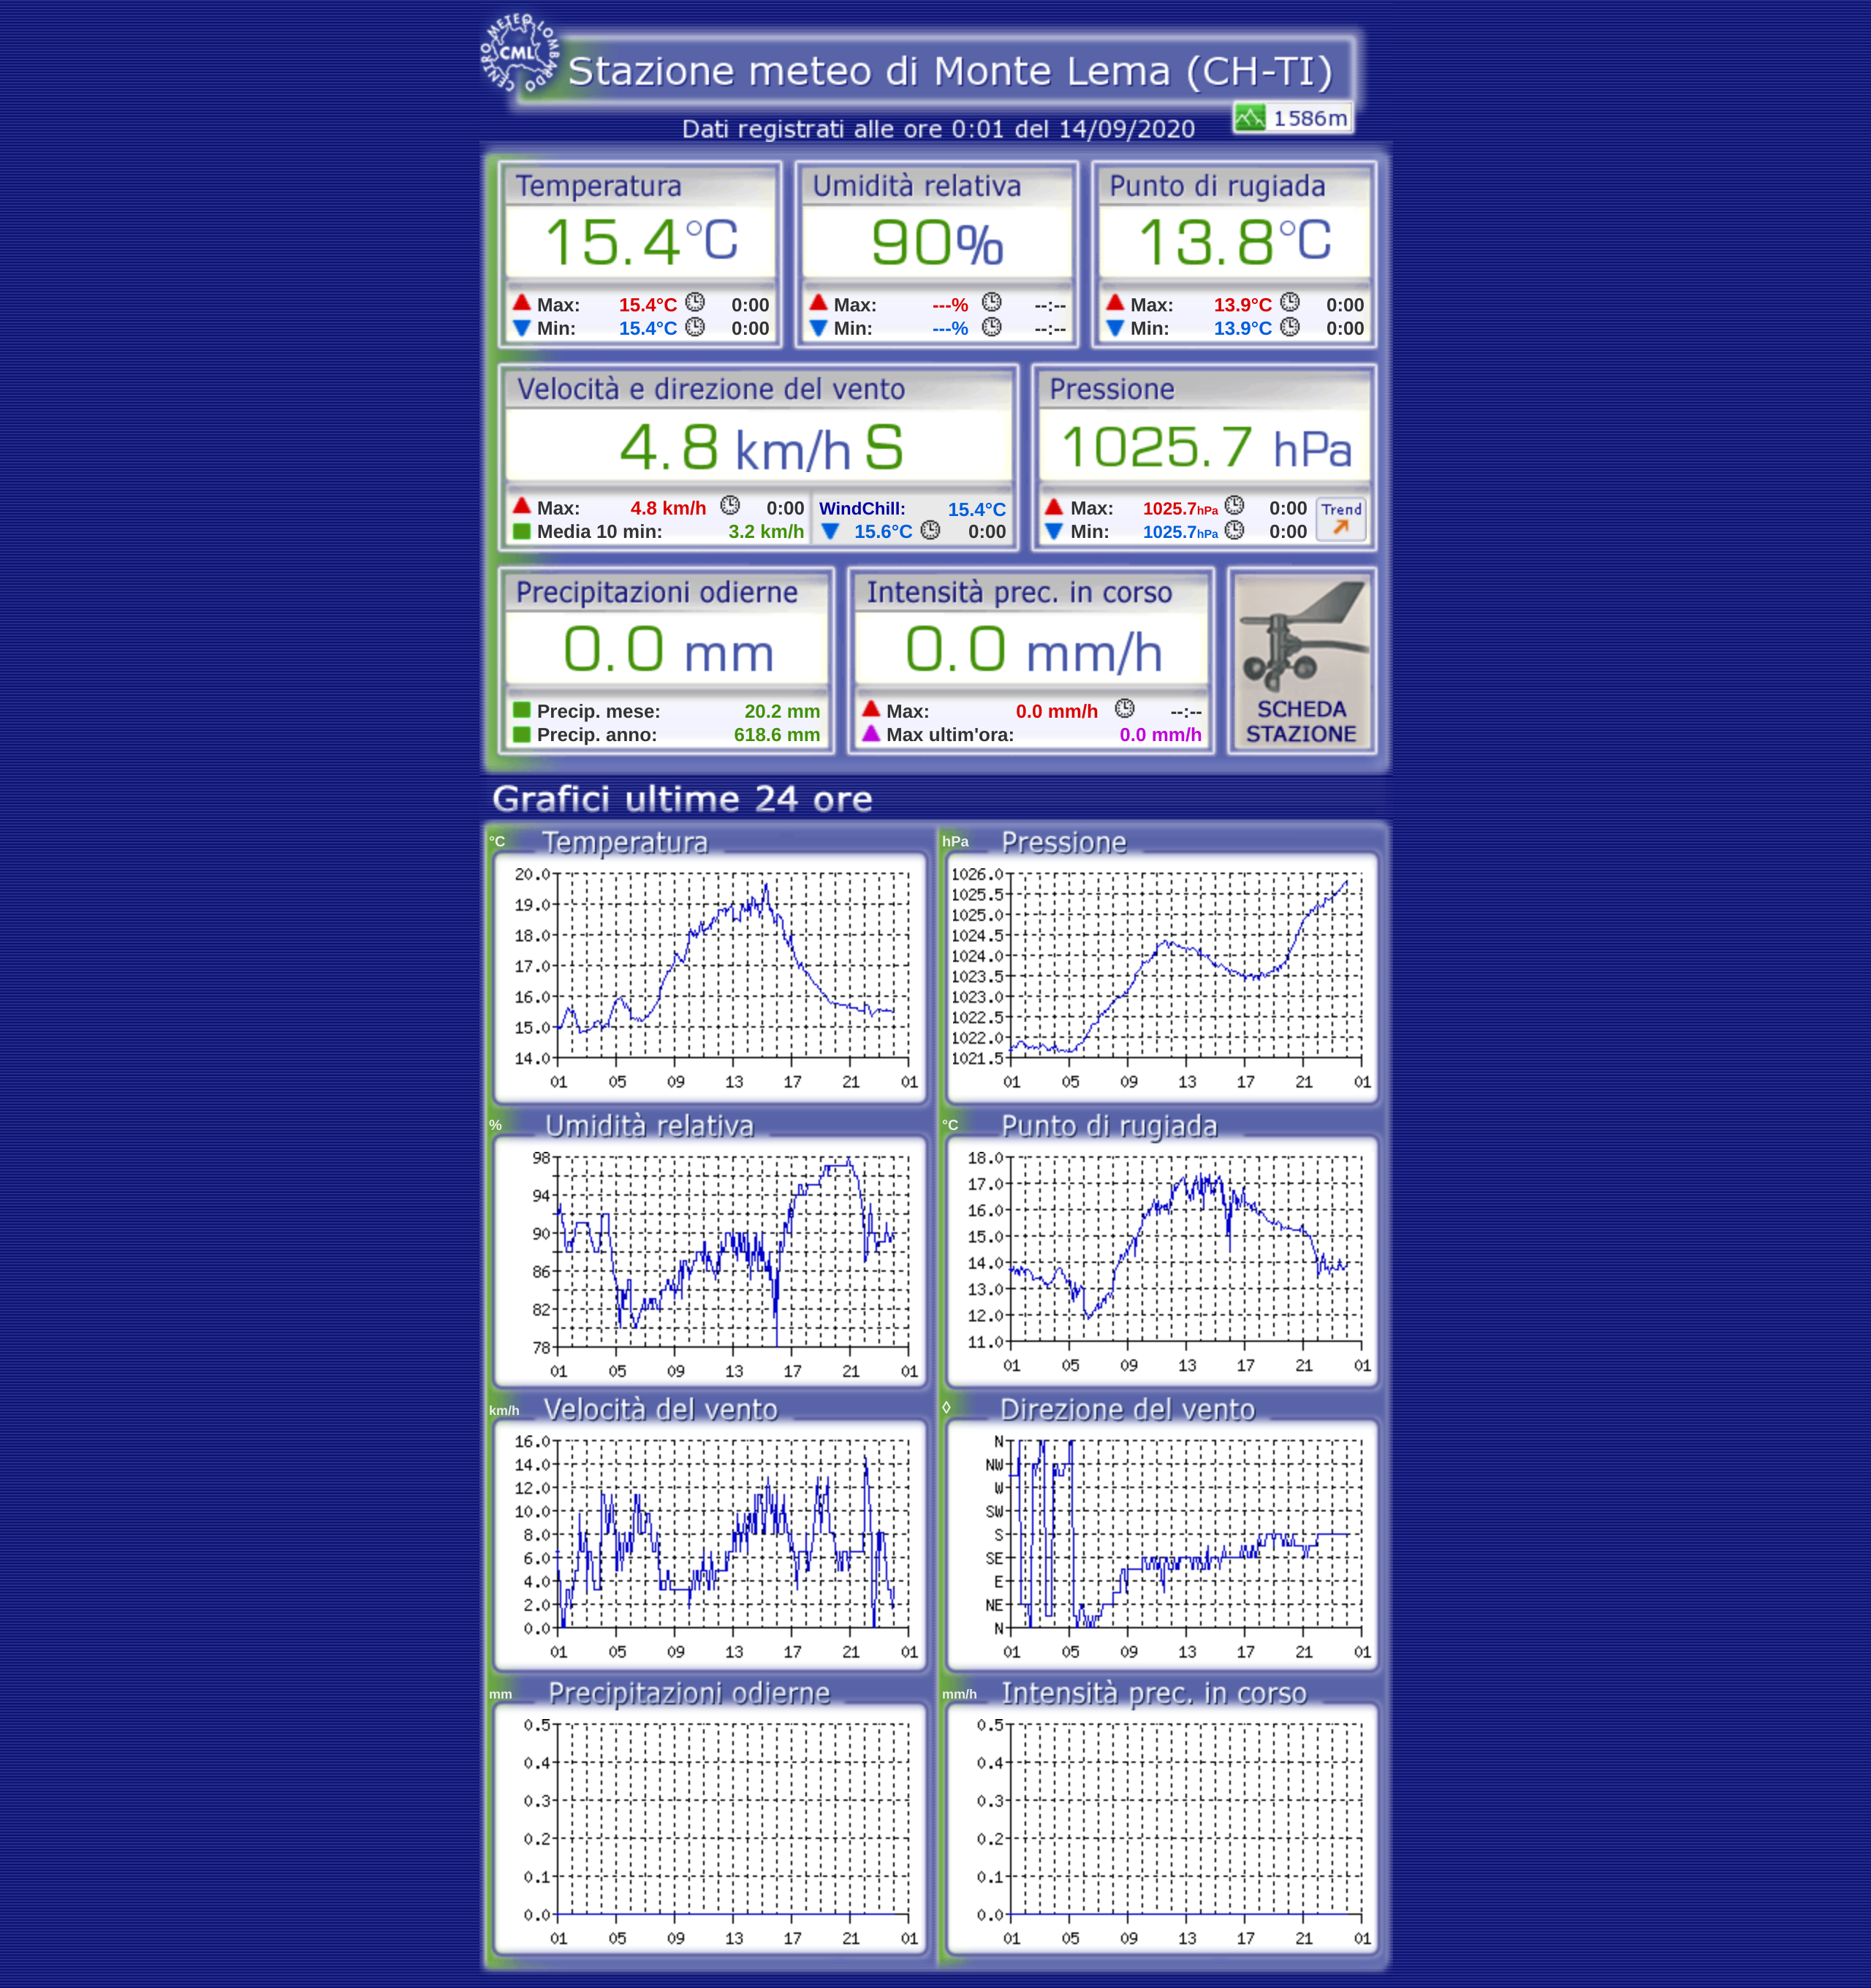 CENTRO METEO LOMBARDO
CML
Stazione meteo di Monte Lema (CH-TI)
1586m
Dati registrati alle ore 0:01 del 14/09/2020
Temperatura
15.4°C
Max: 15.4°C 0:00
Min: 15.4°C 0:00
Umidità relativa
90%
Max: ---% --:--
Min: ---% --:--
Punto di rugiada
13.8°C
Max: 13.9°C 0:00
Min: 13.9°C 0:00
Velocità e direzione del vento
4.8 km/h S
Max: 4.8 km/h 0:00
Media 10 min: 3.2 km/h
WindChill: 15.4°C
15.6°C 0:00
Pressione
1025.7 hPa
Max: 1025.7hPa 0:00
Min: 1025.7hPa 0:00
Trend
Precipitazioni odierne
0.0 mm
Precip. mese: 20.2 mm
Precip. anno: 618.6 mm
Intensità prec. in corso
0.0 mm/h
Max: 0.0 mm/h --:--
Max ultim'ora: 0.0 mm/h
SCHEDA
STAZIONE
Grafici ultime 24 ore
°C Temperatura
20.0
19.0
18.0
17.0
16.0
15.0
14.0
01 05 09 13 17 21 01
hPa Pressione
1026.0
1025.5
1025.0
1024.5
1024.0
1023.5
1023.0
1022.5
1022.0
1021.5
01 05 09 13 17 21 01
% Umidità relativa
98
94
90
86
82
78
01 05 09 13 17 21 01
°C Punto di rugiada
18.0
17.0
16.0
15.0
14.0
13.0
12.0
11.0
01 05 09 13 17 21 01
km/h Velocità del vento
16.0
14.0
12.0
10.0
8.0
6.0
4.0
2.0
0.0
01 05 09 13 17 21 01
◊ Direzione del vento
N
NW
W
SW
S
SE
E
NE
N
01 05 09 13 17 21 01
mm Precipitazioni odierne
0.5
0.4
0.3
0.2
0.1
0.0
01 05 09 13 17 21 01
mm/h Intensità prec. in corso
0.5
0.4
0.3
0.2
0.1
0.0
01 05 09 13 17 21 01